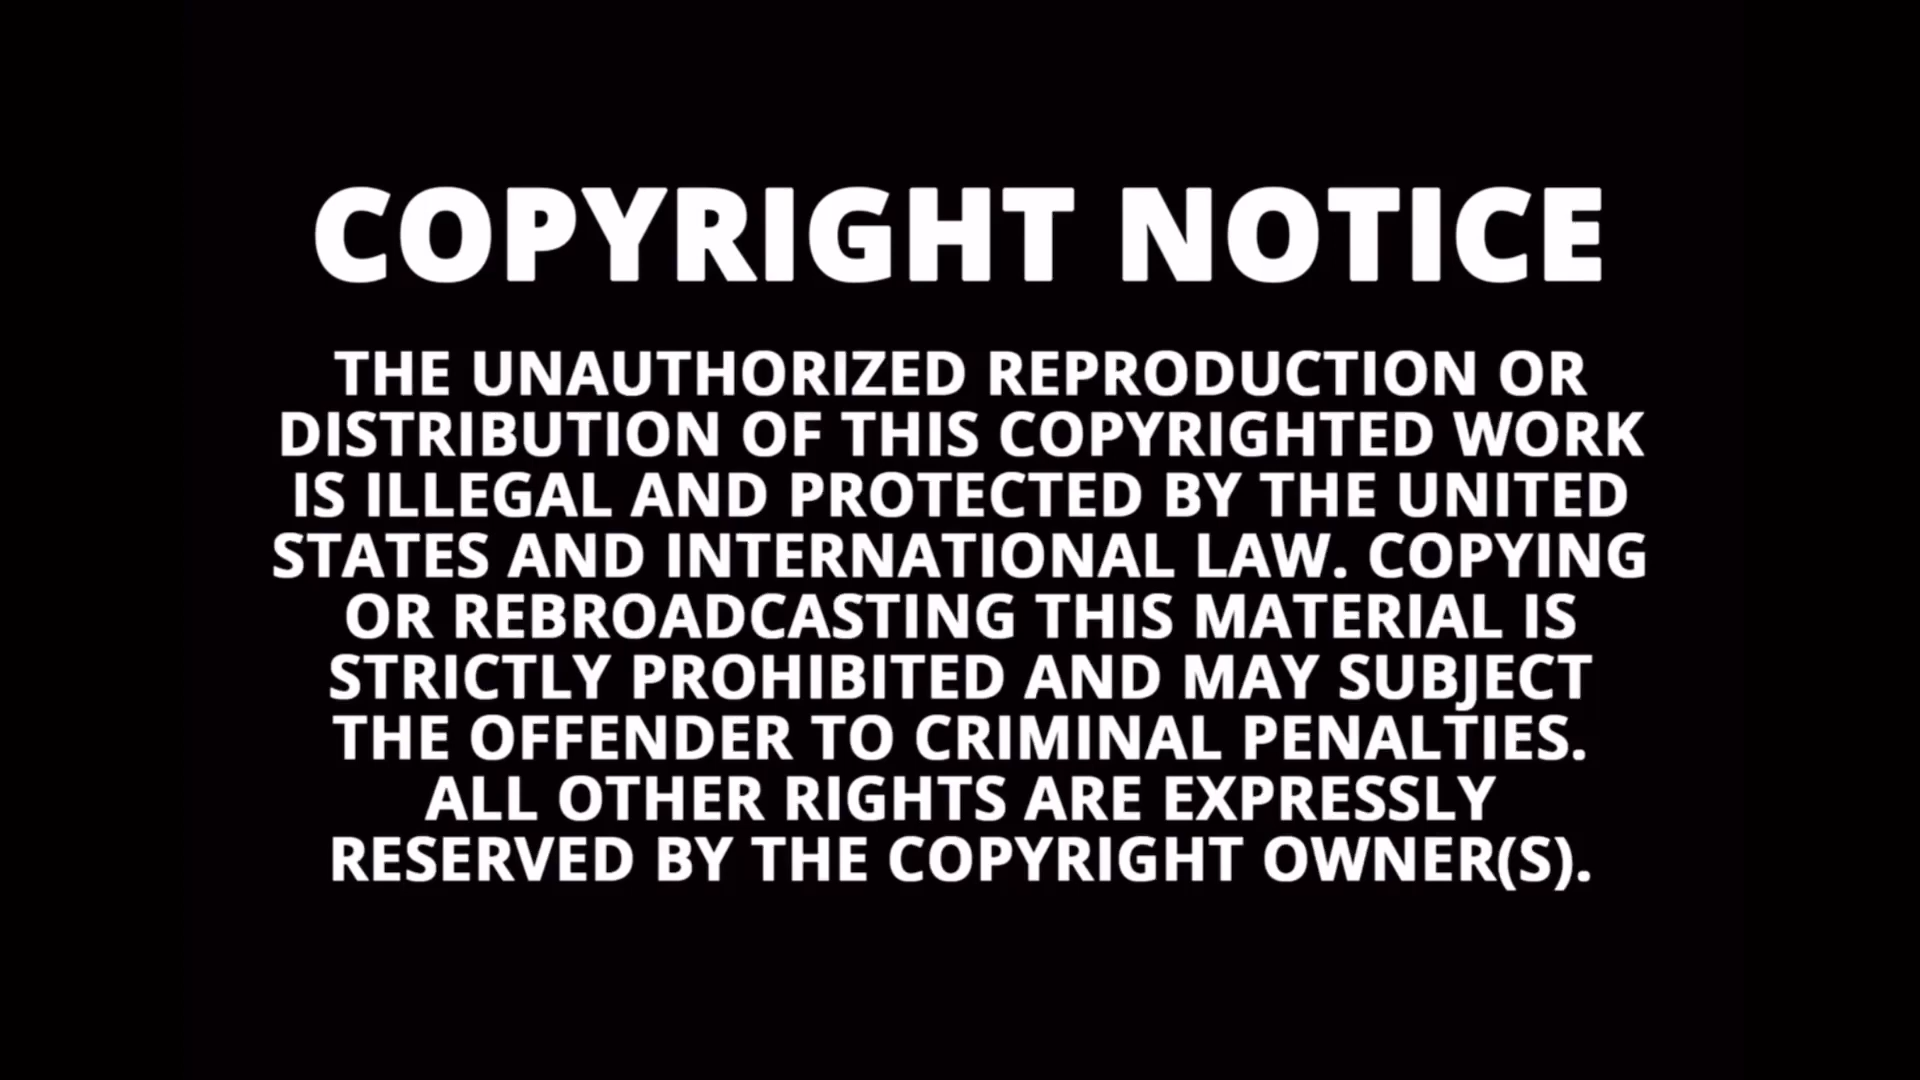 COPYRIGHT NOTICE
THE UNAUTHORIZED REPRODUCTION OR
DISTRIBUTION OF THIS COPYRIGHTED WORK
IS ILLEGAL AND PROTECTED BY THE UNITED
STATES AND INTERNATIONAL LAW. COPYING
OR REBROADCASTING THIS MATERIAL IS
STRICTLY PROHIBITED AND MAY SUBJECT
THE OFFENDER TO CRIMINAL PENALTIES.
ALL OTHER RIGHTS ARE EXPRESSLY
RESERVED BY THE COPYRIGHT OWNER(S).